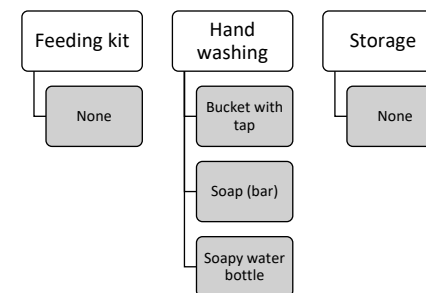 Feeding kit
None
Hand
washing
Bucket with
tap
Soap (bar)
Soapy water
bottle
Storage
None